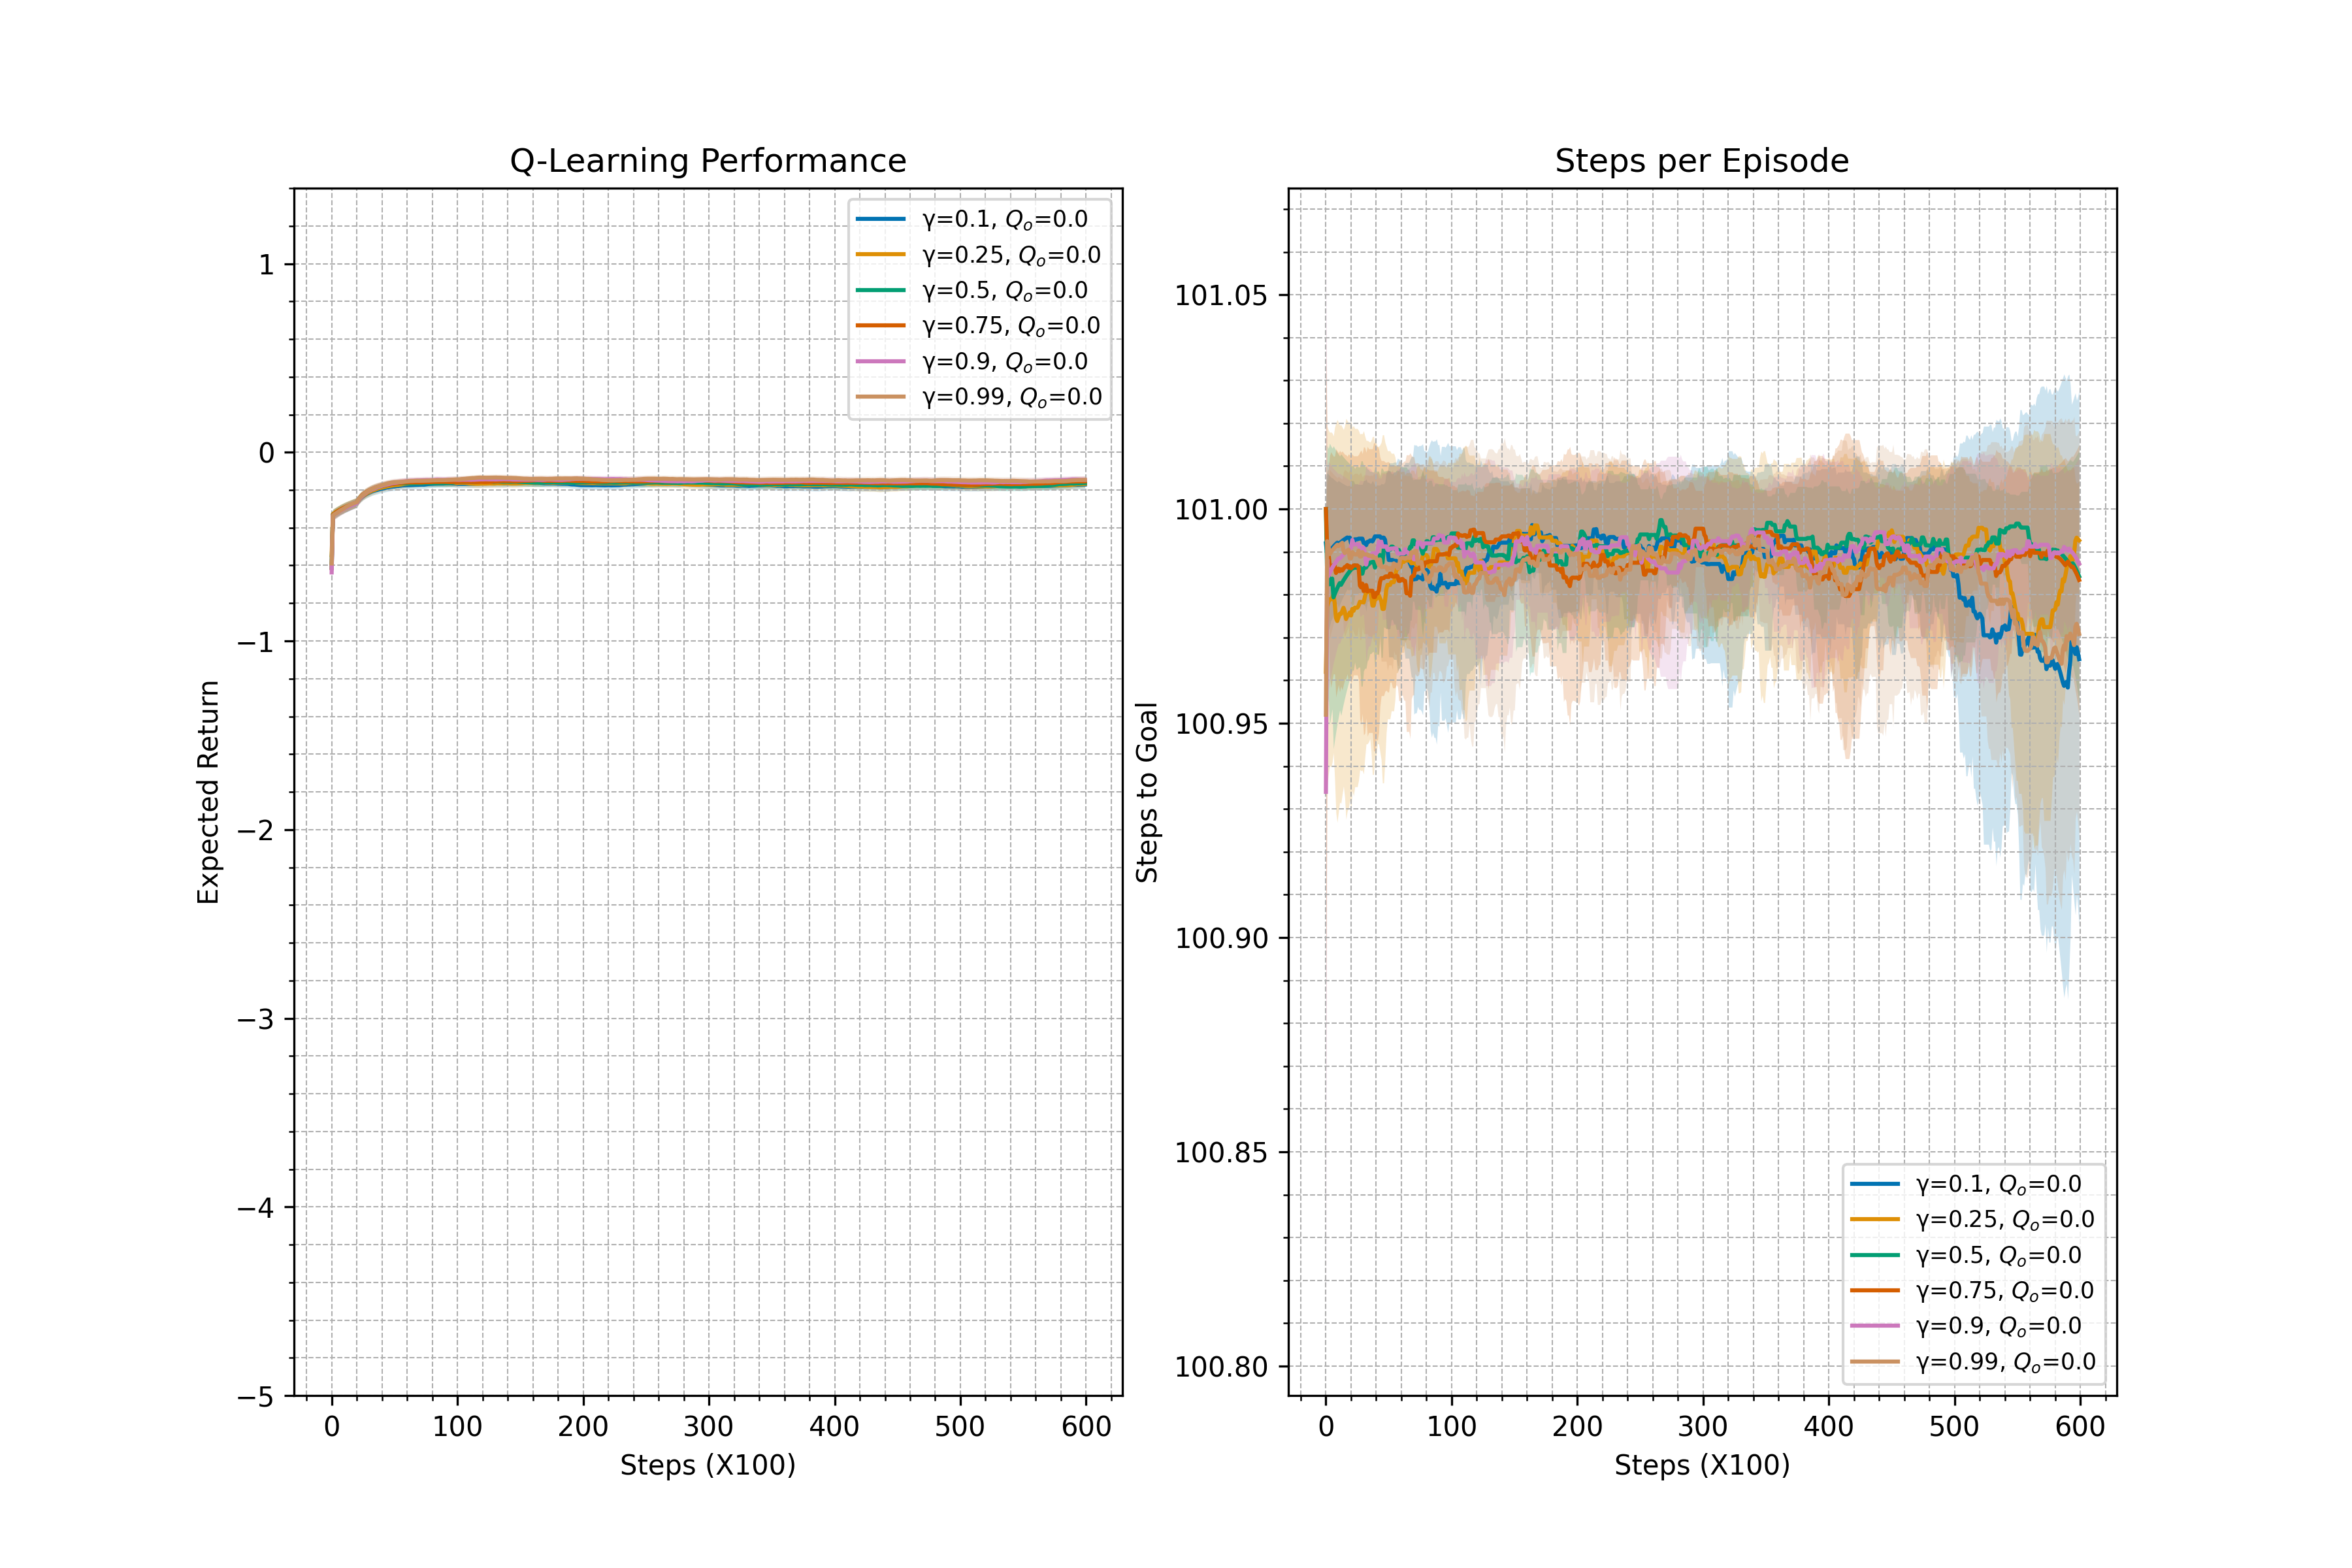 Q-Learning Performance
Expected Return
1
0
−1
−2
−3
−4
−5
0 100 200 300 400 500 600
Steps (X100)
γ=0.1, Qo=0.0
γ=0.25, Qo=0.0
γ=0.5, Qo=0.0
γ=0.75, Qo=0.0
γ=0.9, Qo=0.0
γ=0.99, Qo=0.0
Steps per Episode
Steps to Goal
101.05
101.00
100.95
100.90
100.85
100.80
0 100 200 300 400 500 600
Steps (X100)
γ=0.1, Qo=0.0
γ=0.25, Qo=0.0
γ=0.5, Qo=0.0
γ=0.75, Qo=0.0
γ=0.9, Qo=0.0
γ=0.99, Qo=0.0